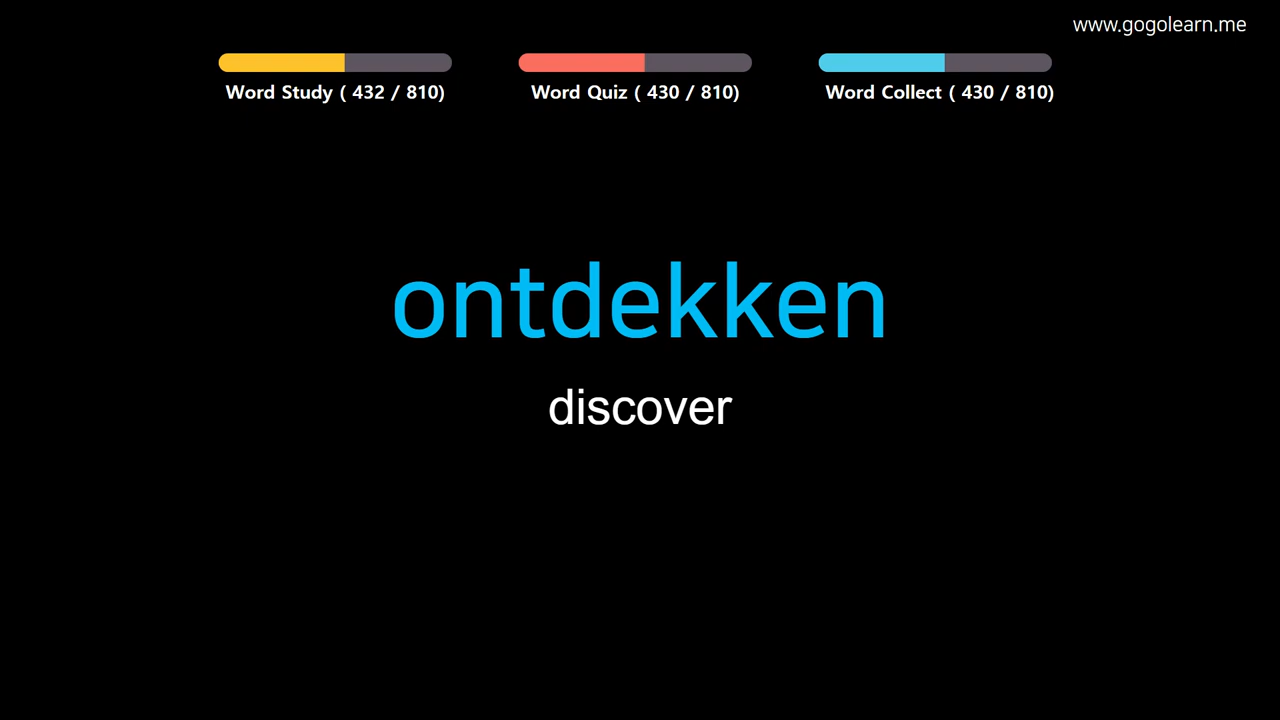 www.gogolearn.me
Word Study ( 432 / 810)
Word Quiz ( 430 / 810)
Word Collect ( 430 / 810)
ontdekken
discover